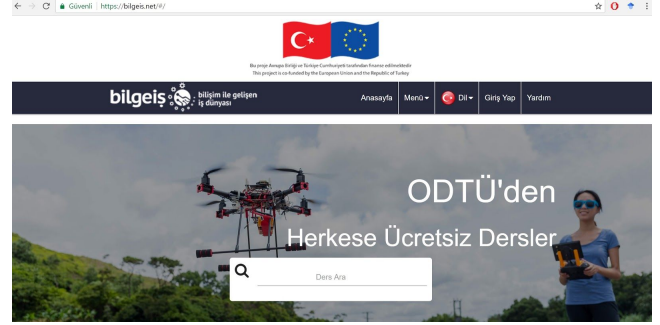 Güvenli | https://bilgeis.net/#/
Bu proje Avrupa Birliği ve Türkiye Cumhuriyeti tarafından finanse edilmektedir
This project is co-funded by the European Union and the Republic of Turkey
bilgeiş bilişim ile gelişen
iş dünyası
Anasayfa Menü Dil Giriş Yap Yardım
ODTÜ'den
Herkese Ücretsiz Dersler
Ders Ara